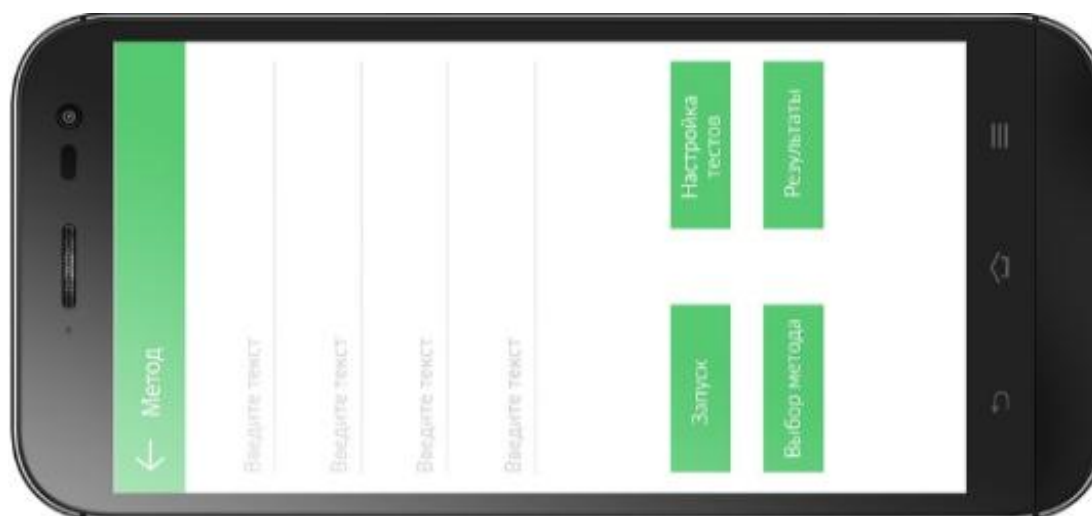 Метод
Введите текст
Введите текст
Введите текст
Введите текст
Запуск
Настройка
тестов
Выбор метода
Результаты